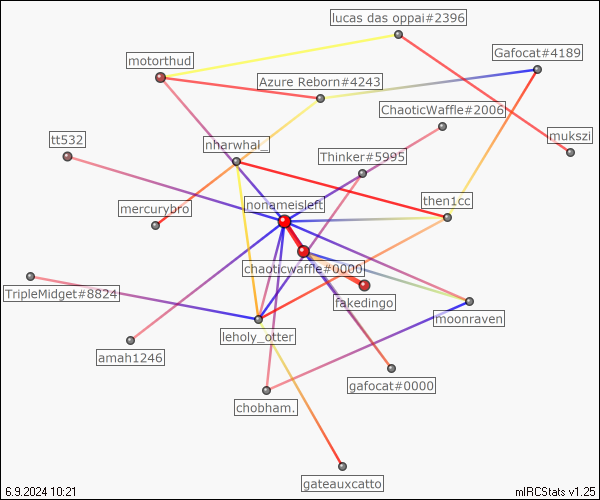 lucas das oppai#2396
Gafocat#4189
motorthud
Azure Reborn#4243
ChaoticWaffle#2006
mukszi
tt532
nharwhal_
Thinker#5995
mercurybro
nonameisleft
then1cc
chaoticwaffle#0000
TripleMidget#8824
fakedingo
moonraven
leholy_otter
amah1246
gafocat#0000
chobham.
gateauxcatto
6.9.2024 10:21
mIRCStats v1.25